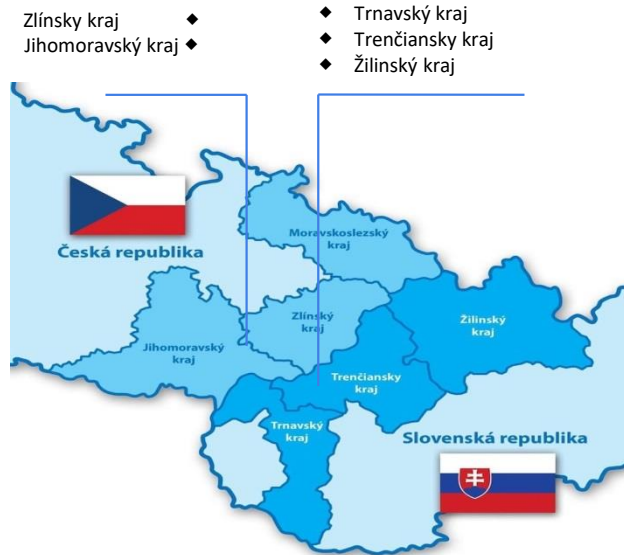 Zlínsky kraj ◆
Jihomoravský kraj ◆
◆ Trnavský kraj
◆ Trenčiansky kraj
◆ Žilinský kraj
Česká republika
Moravskoslezský
kraj
Zlínský
kraj
Žilinský
kraj
Jihomoravský
kraj
Trenčiansky
kraj
Trnavský
kraj
Slovenská republika